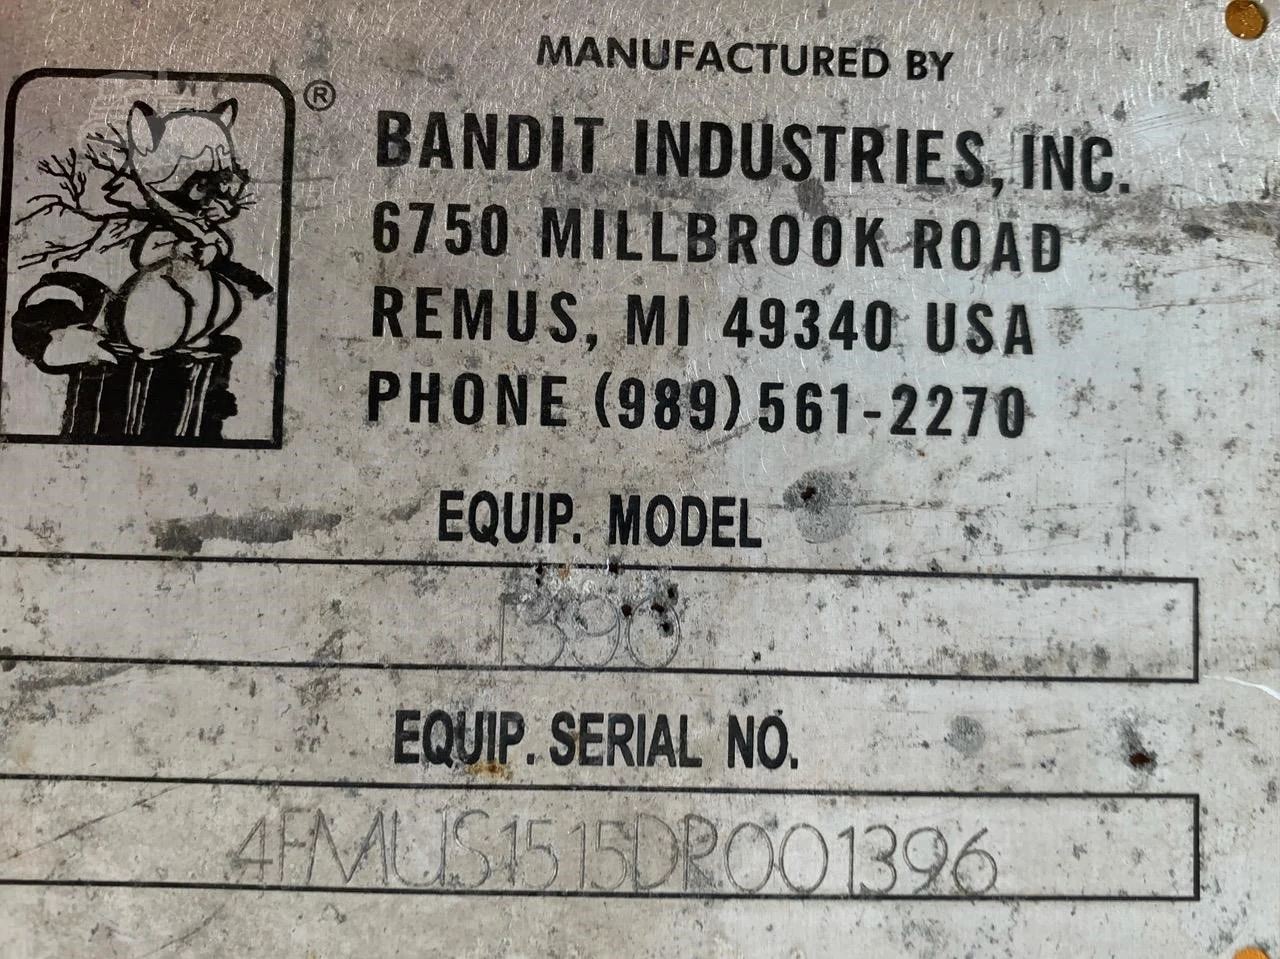 ®
MANUFACTURED BY
BANDIT INDUSTRIES, INC.
6750 MILLBROOK ROAD
REMUS, MI 49340 USA
PHONE (989) 561-2270
EQUIP. MODEL
1390
EQUIP. SERIAL NO.
4FMUS1515DR001396